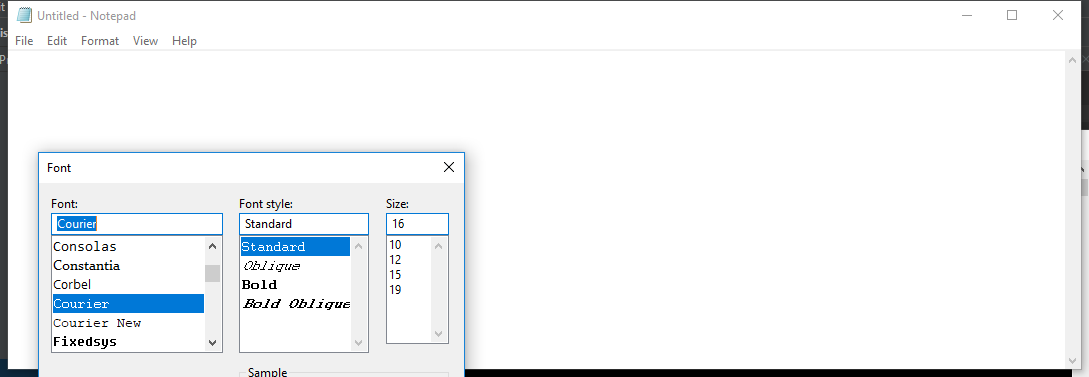 Untitled - Notepad
File Edit Format View Help
Font
Font: Font style: Size:
Courier Standard 16
Consolas Standard 10
Constantia Oblique 12
Corbel Bold 15
Courier Bold Oblique 19
Courier New
Fixedsys
Sample